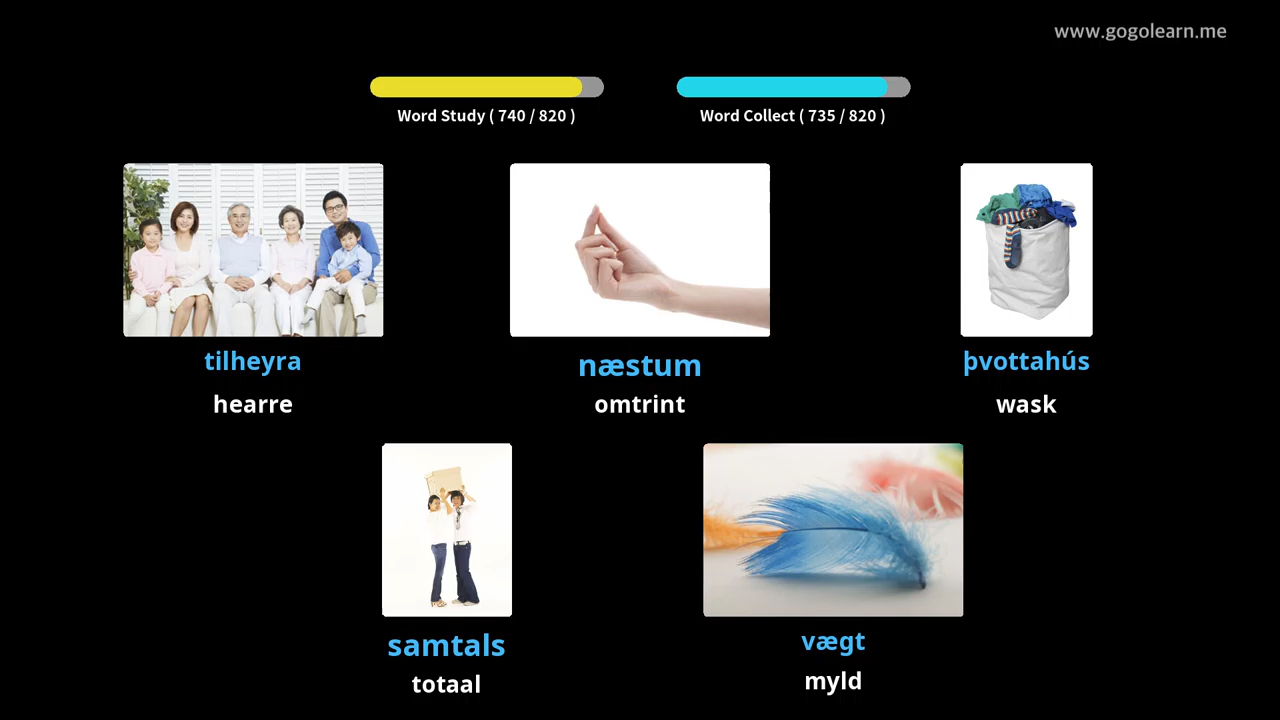 www.gogolearn.me
Word Study ( 740 / 820 )
Word Collect ( 735 / 820 )
tilheyra
hearre
næstum
omtrint
þvottahús
wask
samtals
totaal
vægt
myld